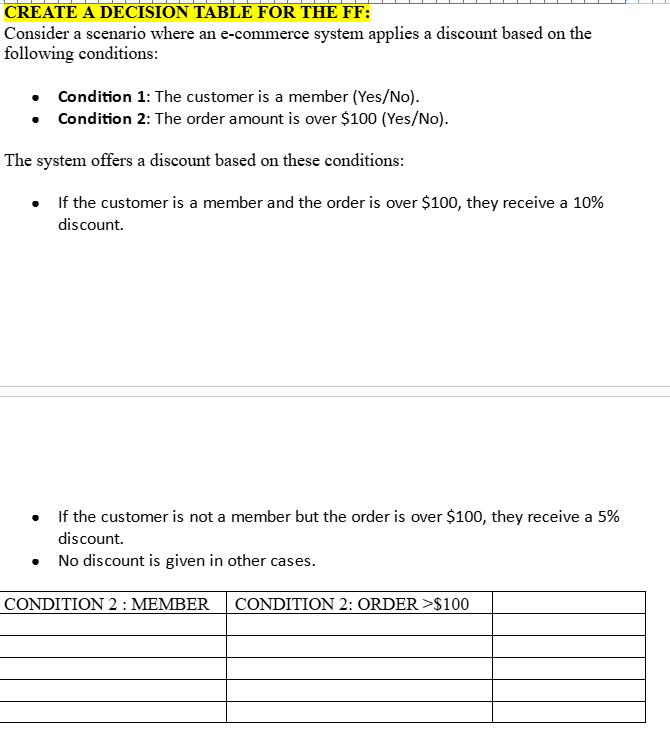 CREATE A DECISION TABLE FOR THE FF:
Consider a scenario where an e-commerce system applies a discount based on the
following conditions:
• Condition 1: The customer is a member (Yes/No).
• Condition 2: The order amount is over $100 (Yes/No).
The system offers a discount based on these conditions:
• If the customer is a member and the order is over $100, they receive a 10%
discount.
• If the customer is not a member but the order is over $100, they receive a 5%
discount.
• No discount is given in other cases.
CONDITION 2 : MEMBER CONDITION 2: ORDER >$100